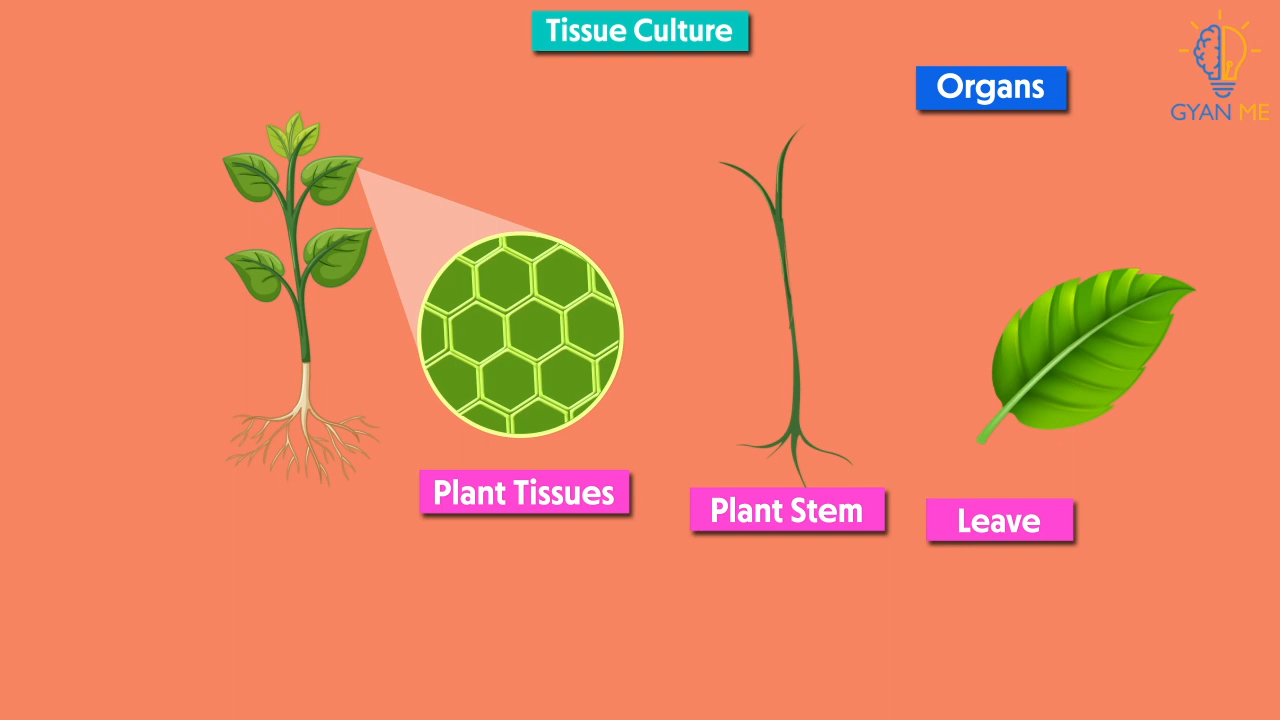 Tissue Culture
Organs
GYAN ME
Plant Tissues
Plant Stem
Leave